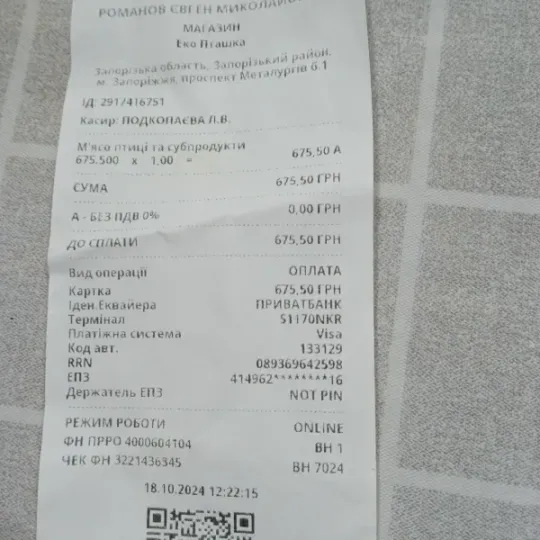 РОМАНОВ ЄВГЕН
МАГАЗИН
Еко Пташка
Запорізька область, Запорізький район,
м. Запоріжжя, проспект Металургів б.1
ІД: 2917416751
Касир: ПОДКОПАЄВА Л.В.
М'ясо птиці та субпродукти
675.500 x 1.00 = 675,50 А
СУМА 675,50 ГРН
А - БЕЗ ПДВ 0% 0,00 ГРН
ДО СПЛАТИ 675,50 ГРН
Вид операції ОПЛАТА
Картка 675,50 ГРН
Іден.Еквайера ПРИВАТБАНК
Термінал S1170NKR
Платіжна система Visa
Код авт. 133129
RRN 089369642598
ЕПЗ 414962********16
Держатель ЕПЗ NOT PIN
РЕЖИМ РОБОТИ ONLINE
ФН ПРРО 4000604104 ВН 1
ЧЕК ФН 3221436345 ВН 7024
18.10.2024 12:22:15